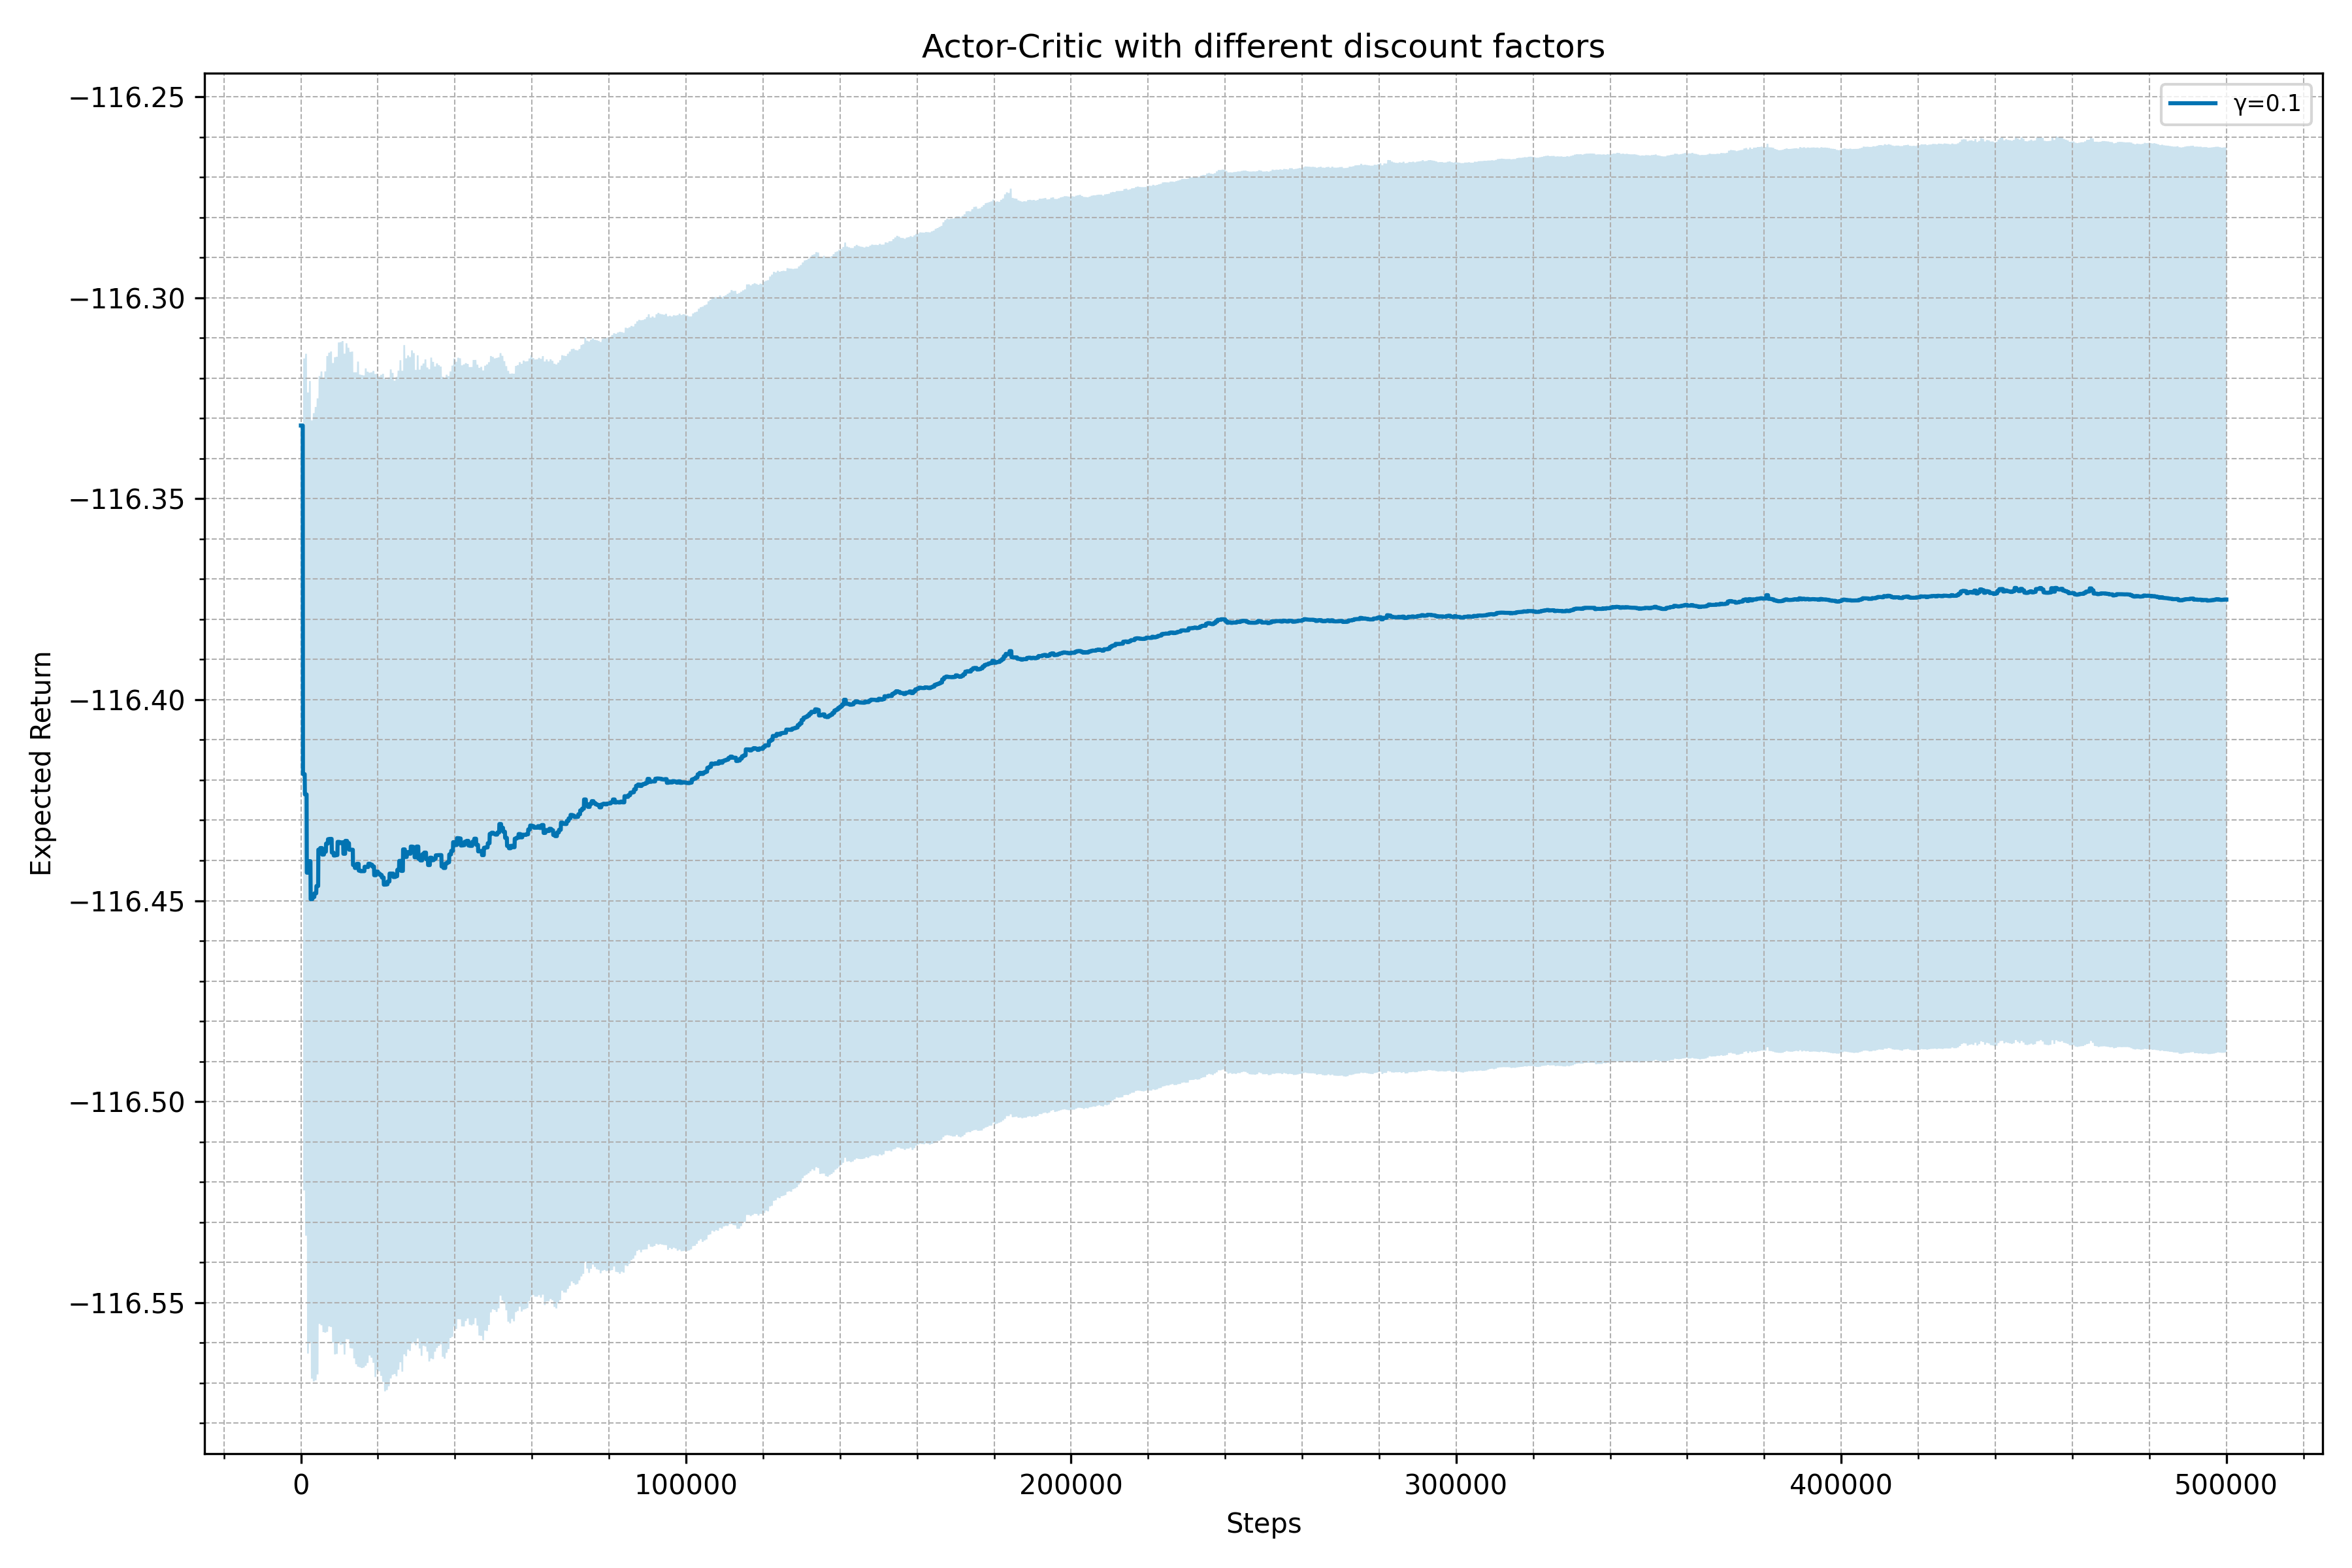 Actor-Critic with different discount factors
γ=0.1
Expected Return
−116.25
−116.30
−116.35
−116.40
−116.45
−116.50
−116.55
0 100000 200000 300000 400000 500000
Steps